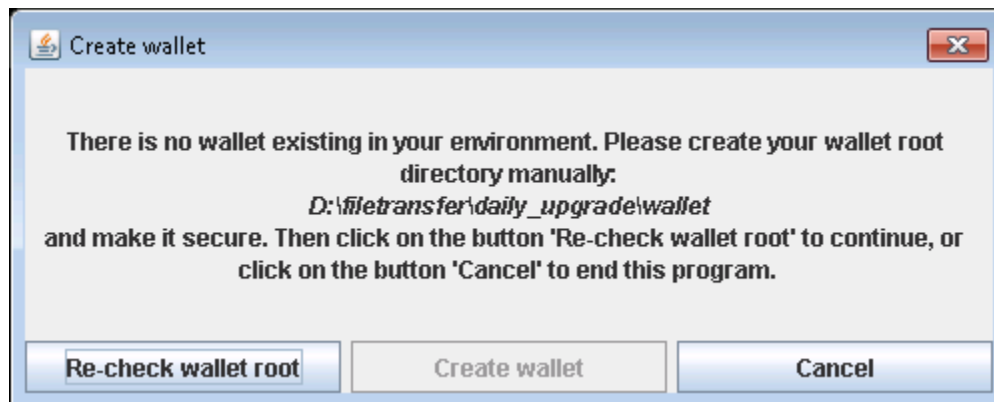 Create wallet
There is no wallet existing in your environment. Please create your wallet root
directory manually:
D:\filetransfer\daily_upgrade\wallet
and make it secure. Then click on the button 'Re-check wallet root' to continue, or
click on the button 'Cancel' to end this program.
Re-check wallet root
Create wallet
Cancel